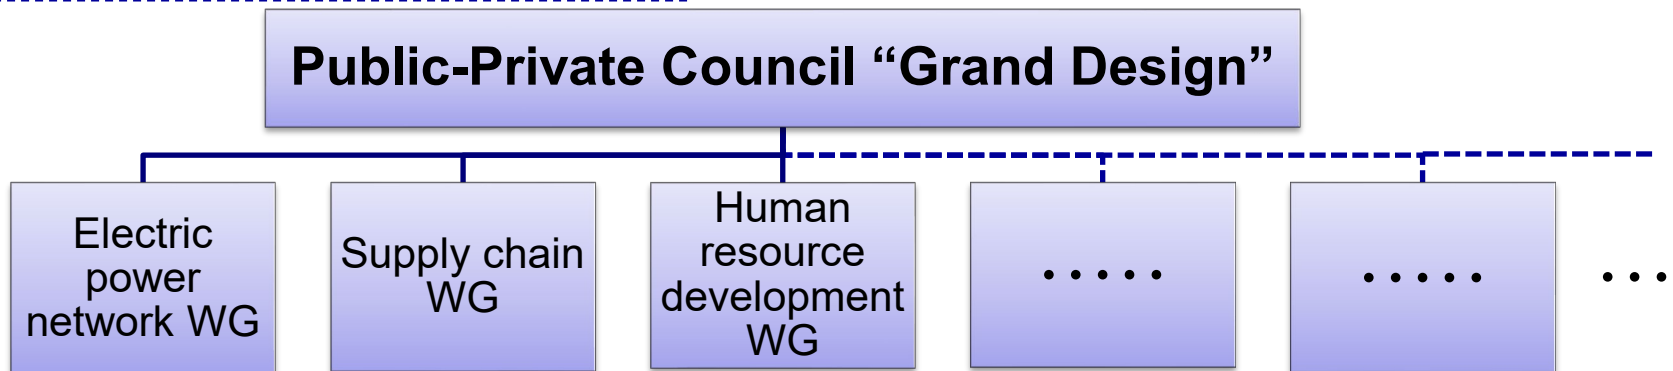 Public-Private Council “Grand Design”
Electric
power
network WG
Supply chain
WG
Human
resource
development
WG
・・・・・
・・・・・
・・・